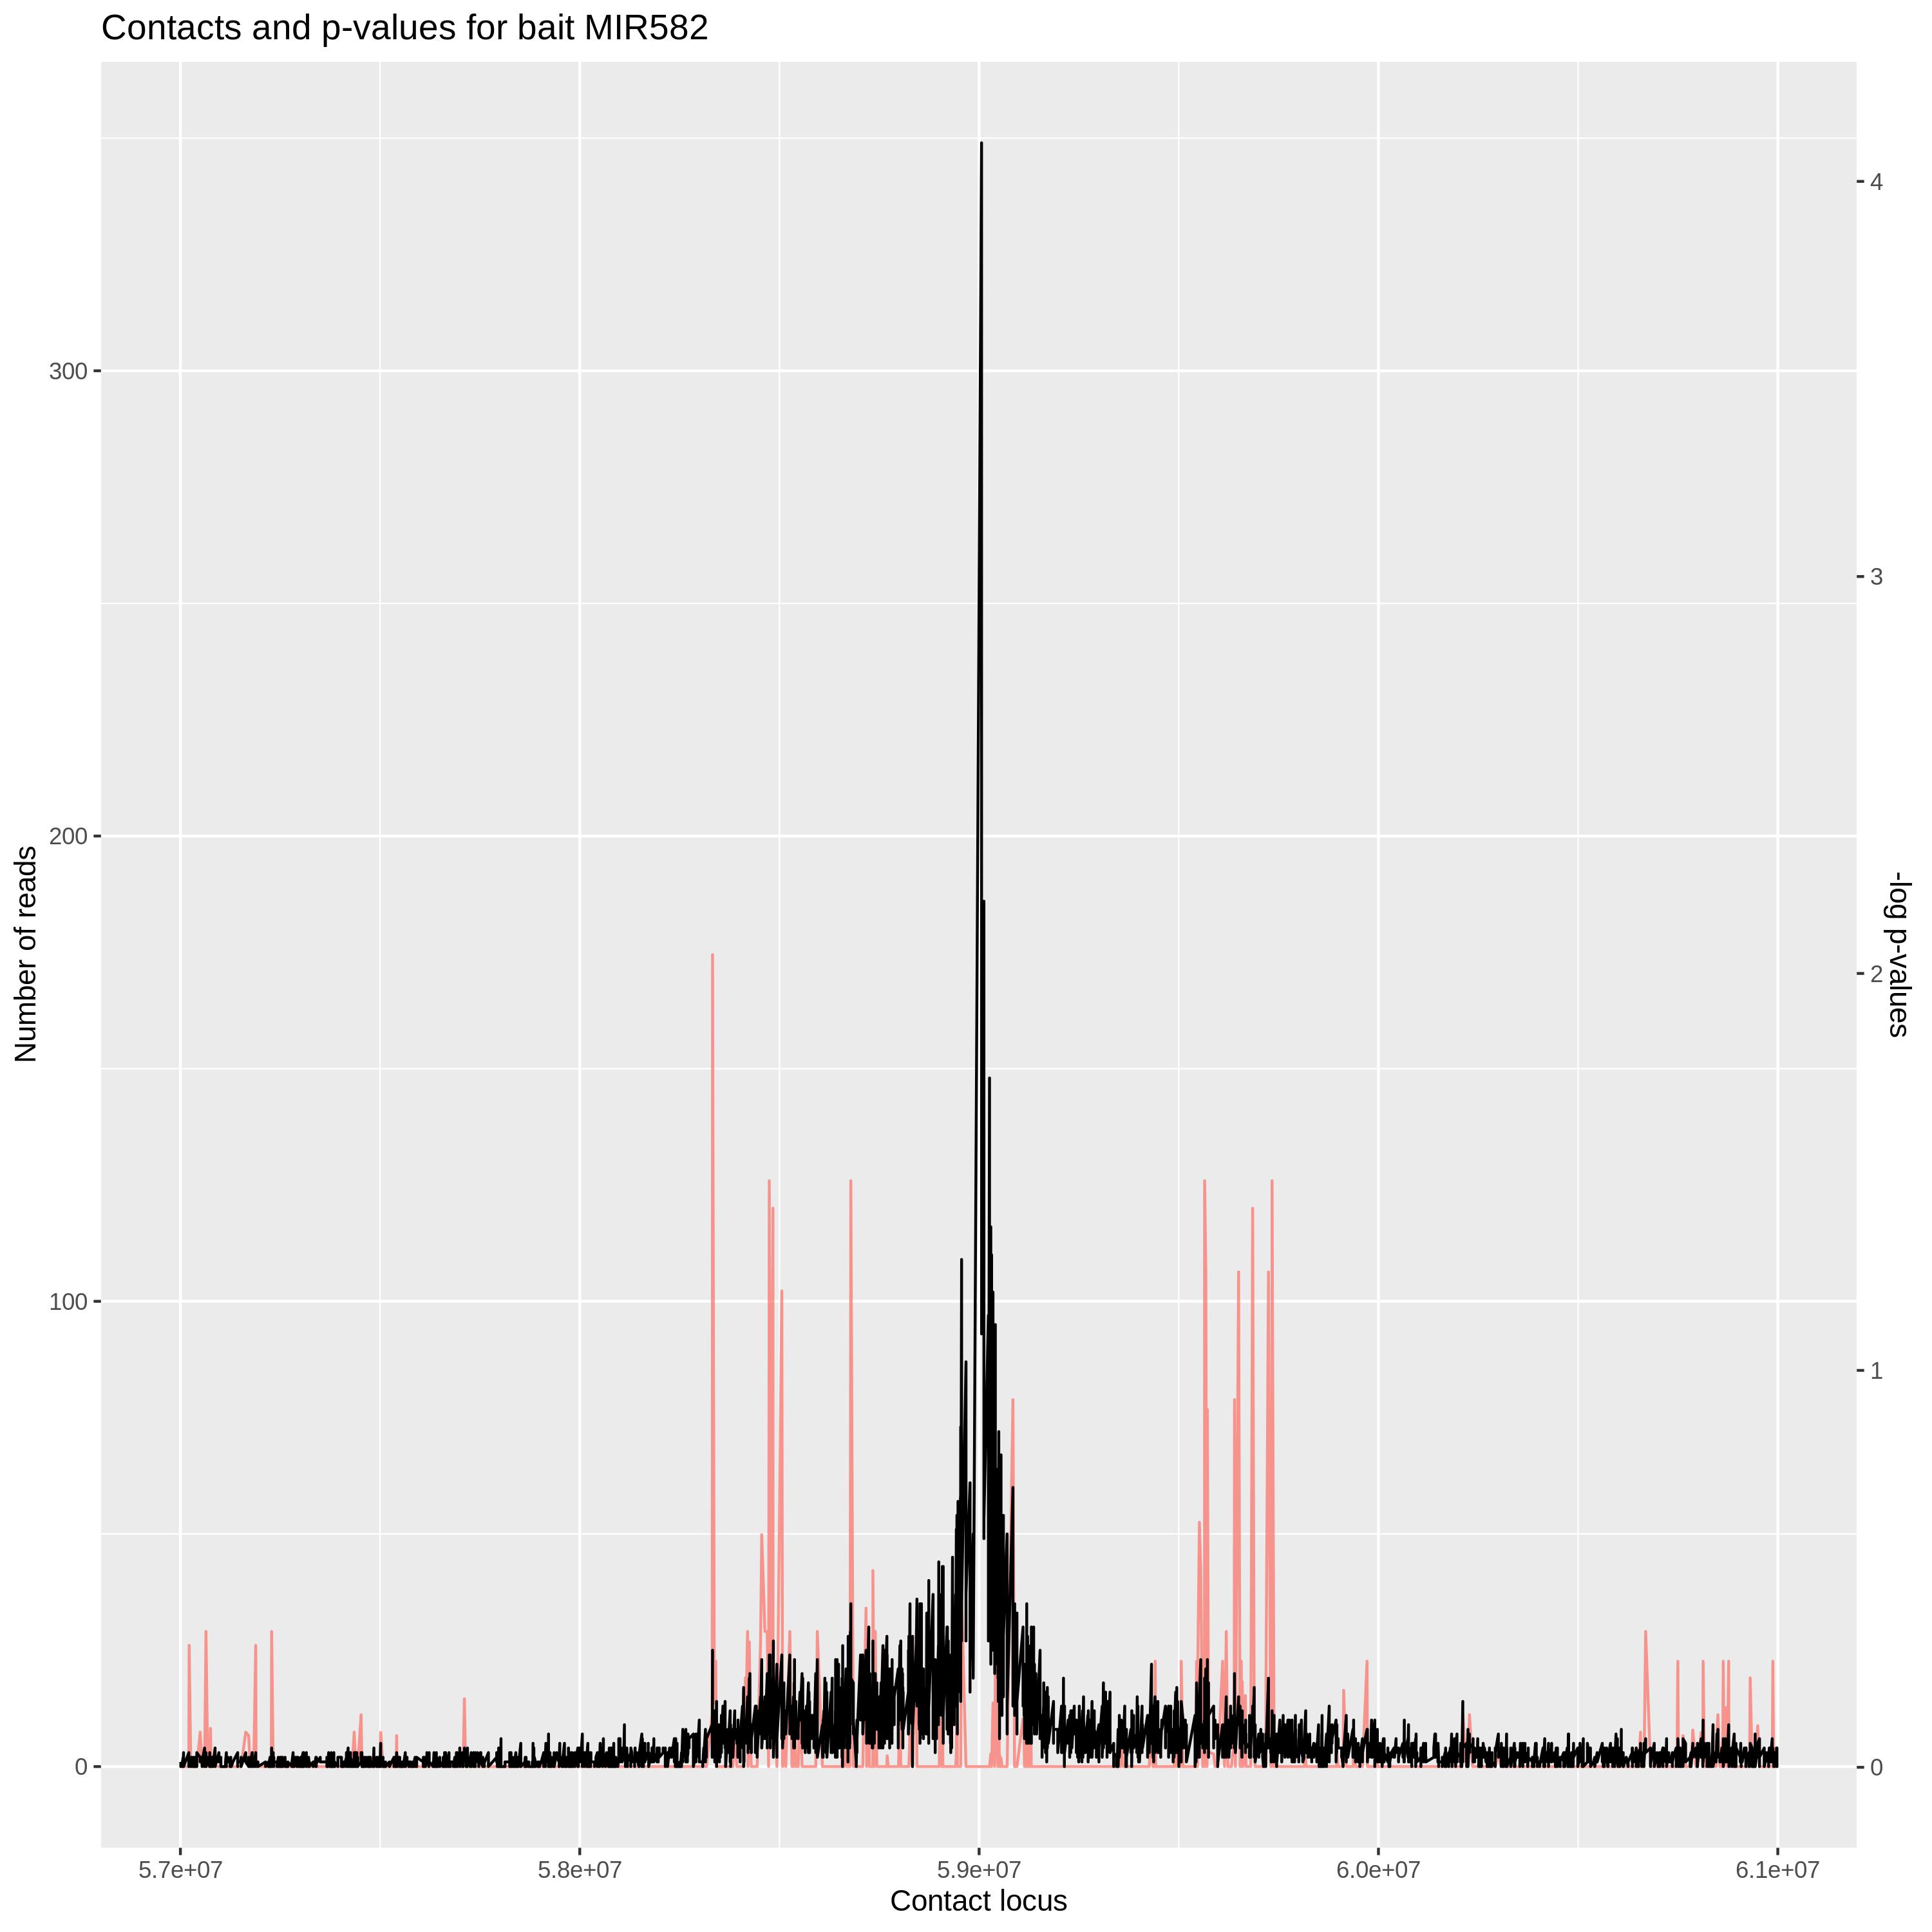 Contacts and p-values for bait MIR582
Number of reads
300
200
100
0
4
3
2
1
0
-log p-values
5.7e+07 5.8e+07 5.9e+07 6.0e+07 6.1e+07
Contact locus